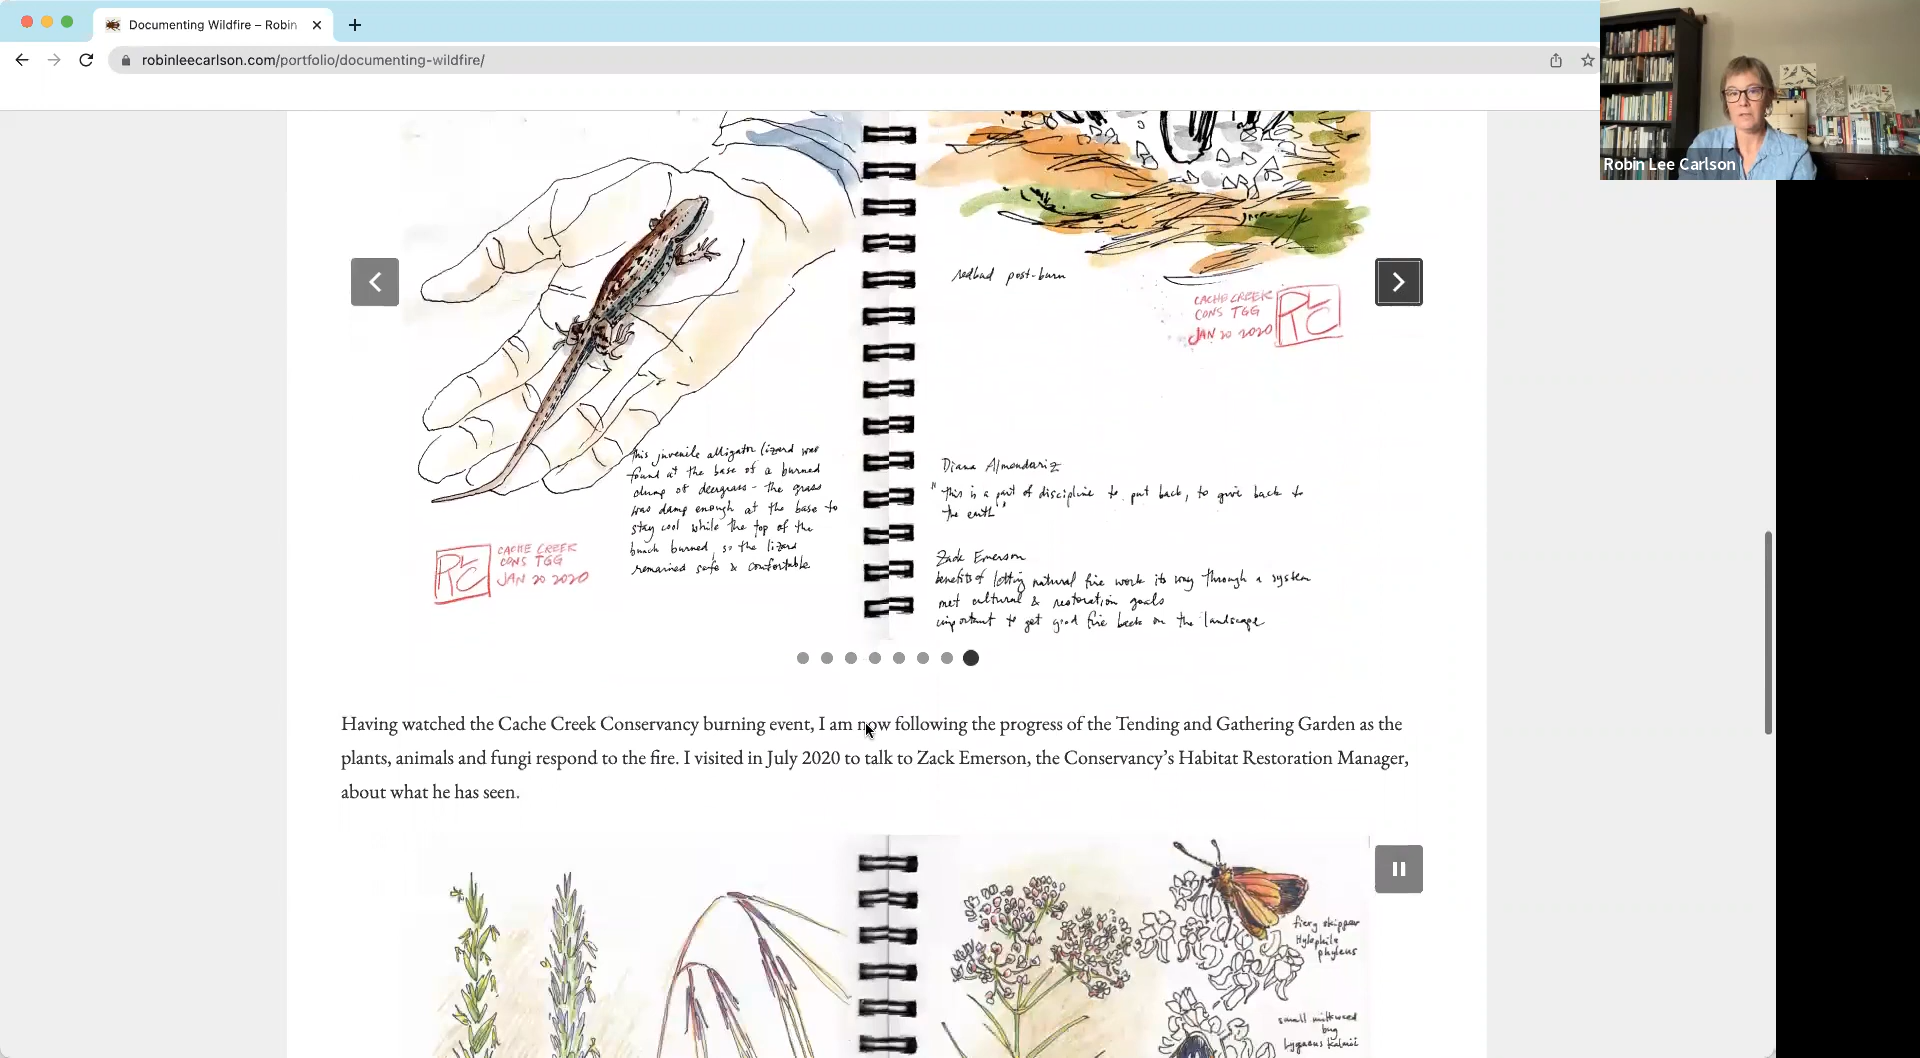 Documenting Wildfire – Robin
robinleecarlson.com/portfolio/documenting-wildfire/
Robin Lee Carlson
redbud post-burn
CACHE CREEK
CONS TGG
JAN 20 2020
RLC
this juvenile alligator lizard was
found at the base of a burned
clump of deergrass - the grass
was damp enough at the base to
stay cool while the top of the
bunch burned, so the lizard
remained safe & comfortable
RLC
CACHE CREEK
CONS TGG
JAN 20 2020
Diana Almendariz
"this is a part of discipline to put back, to give back to
the earth"
Zack Emerson
benefits of letting natural fire work its way through a system
met cultural & restoration goals
important to get good fire back on the landscape
Having watched the Cache Creek Conservancy burning event, I am now following the progress of the Tending and Gathering Garden as the
plants, animals and fungi respond to the fire. I visited in July 2020 to talk to Zack Emerson, the Conservancy’s Habitat Restoration Manager,
about what he has seen.
fiery skipper
Hylephila
phyleus
small milkweed
bug
Lygaeus kalmii